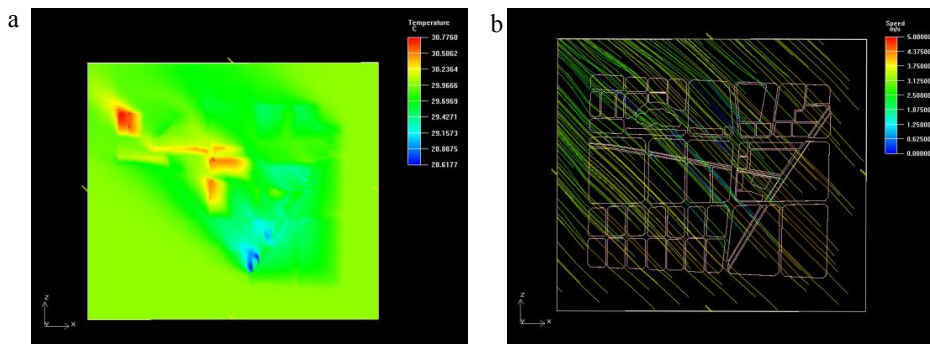 a
Temperature
C
30.7760
30.5062
30.2364
29.9666
29.6969
29.4271
29.1573
28.8875
28.6177
Z
Y
X
b
Speed
m/s
5.00000
4.37500
3.75000
3.12500
2.50000
1.87500
1.25000
0.62500
0.00000
Z
Y
X